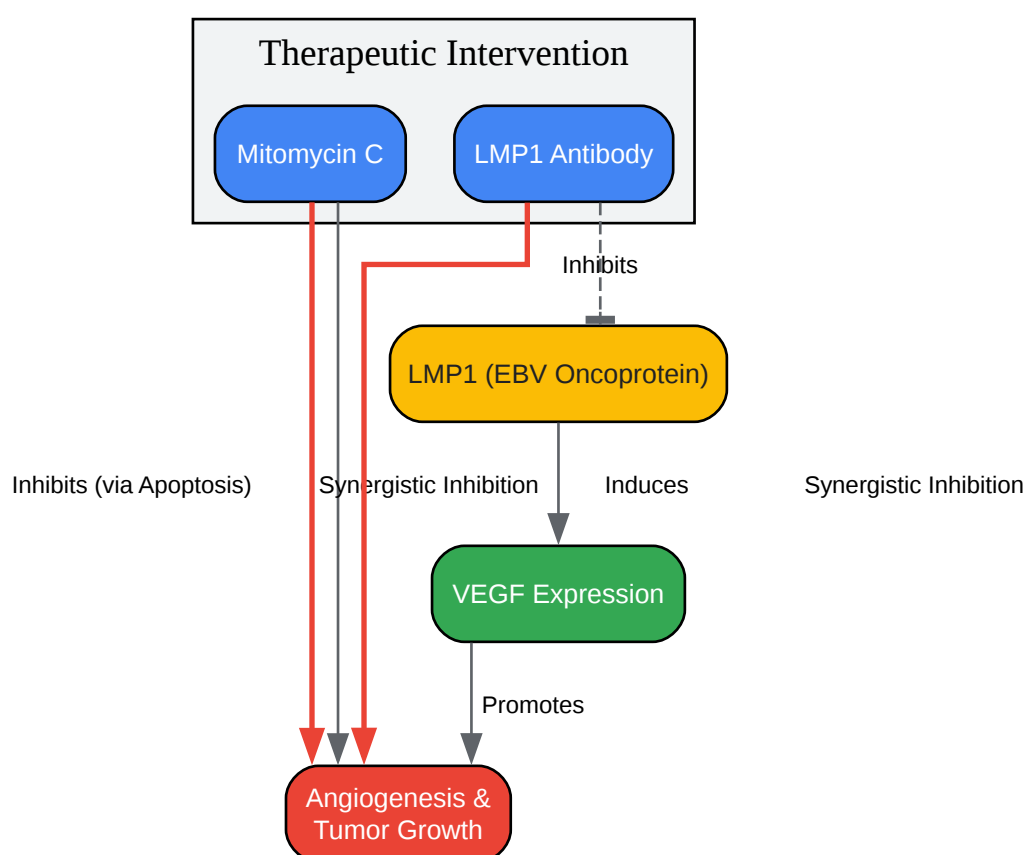 Therapeutic Intervention
Mitomycin C
LMP1 Antibody
Inhibits
LMP1 (EBV Oncoprotein)
Inhibits (via Apoptosis)
Synergistic Inhibition
Induces
Synergistic Inhibition
VEGF Expression
Promotes
Angiogenesis &
Tumor Growth